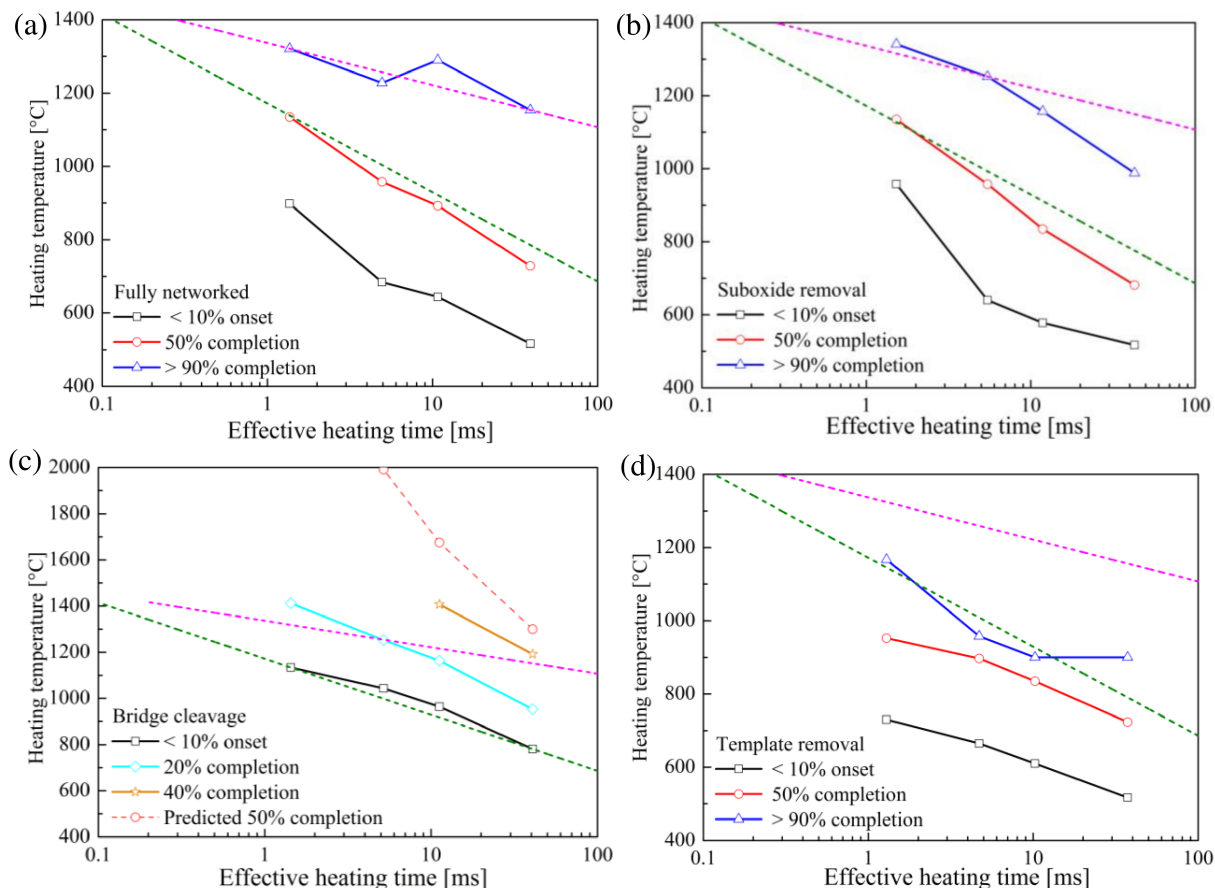 (a)
1400
1200
1000
800
600
400
Heating temperature [°C]
Fully networked
< 10% onset
50% completion
> 90% completion
0.1
1
10
100
Effective heating time [ms]
(b)
1400
1200
1000
800
600
400
Heating temperature [°C]
Suboxide removal
< 10% onset
50% completion
> 90% completion
0.1
1
10
100
Effective heating time [ms]
(c)
2000
1800
1600
1400
1200
1000
800
600
400
Heating temperature [°C]
Bridge cleavage
< 10% onset
20% completion
40% completion
Predicted 50% completion
0.1
1
10
100
Effective heating time [ms]
(d)
1400
1200
1000
800
600
400
Heating temperature [°C]
Template removal
< 10% onset
50% completion
> 90% completion
0.1
1
10
100
Effective heating time [ms]